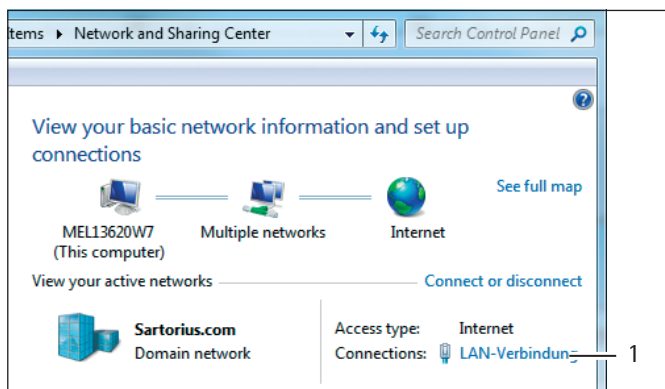 tems ▸ Network and Sharing Center
Search Control Panel
View your basic network information and set up
connections
See full map
MEL13620W7
(This computer)
Multiple networks
Internet
View your active networks
Connect or disconnect
Sartorius.com
Domain network
Access type: Internet
Connections: LAN-Verbindung
1